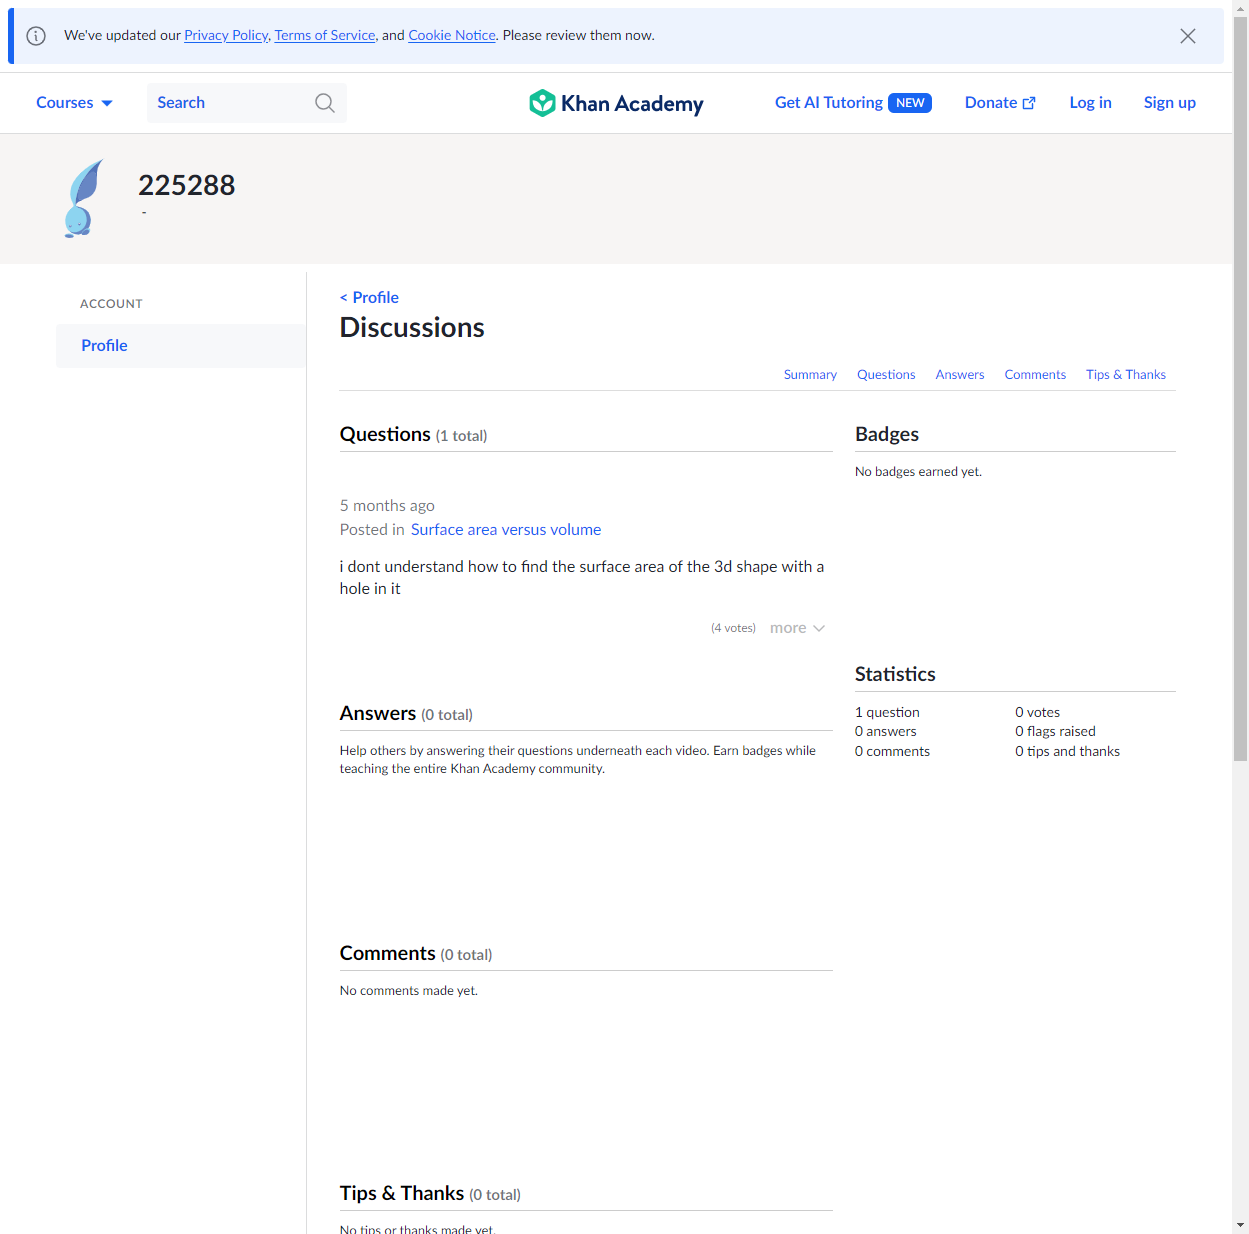 We've updated our Privacy Policy, Terms of Service, and Cookie Notice. Please review them now.
Courses
Search
Khan Academy
Get AI Tutoring NEW
Donate
Log in
Sign up
225288
-
ACCOUNT
Profile
< Profile
Discussions
Summary Questions Answers Comments Tips & Thanks
Questions (1 total)
5 months ago
Posted in Surface area versus volume
i dont understand how to find the surface area of the 3d shape with a
hole in it
(4 votes) more
Answers (0 total)
Help others by answering their questions underneath each video. Earn badges while
teaching the entire Khan Academy community.
Comments (0 total)
No comments made yet.
Tips & Thanks (0 total)
No tips or thanks made yet.
Badges
No badges earned yet.
Statistics
1 question
0 votes
0 answers
0 flags raised
0 comments
0 tips and thanks